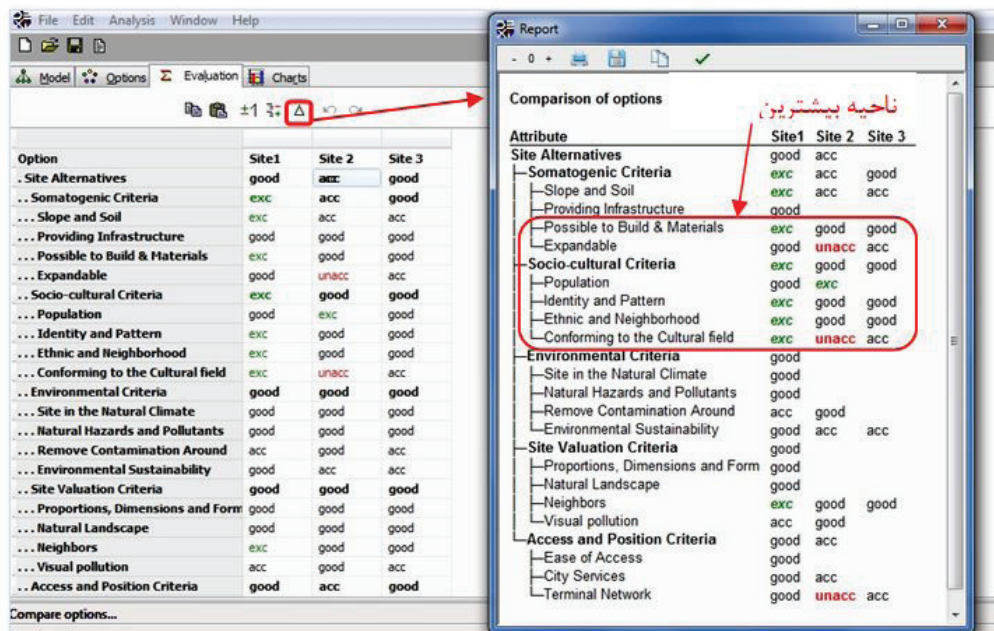 File Edit Analysis Window Help
Model Options Σ Evaluation Charts
±1 Δ
Option Site1 Site 2 Site 3
. Site Alternatives good acc good
. . Somatogenic Criteria exc acc good
. . . Slope and Soil exc acc acc
. . . Providing Infrastructure good good good
. . . Possible to Build & Materials exc good good
. . . Expandable good unacc acc
. . Socio-cultural Criteria exc good good
. . . Population good exc good
. . . Identity and Pattern exc good good
. . . Ethnic and Neighborhood exc good good
. . . Conforming to the Cultural field exc unacc acc
. . Environmental Criteria good good good
. . . Site in the Natural Climate good good good
. . . Natural Hazards and Pollutants good good good
. . . Remove Contamination Around acc good acc
. . . Environmental Sustainability good acc acc
. . Site Valuation Criteria good good good
. . . Proportions, Dimensions and Form good good good
. . . Natural Landscape good good good
. . . Neighbors exc good good
. . . Visual pollution acc good acc
. . Access and Position Criteria good acc good
Compare options...
Report
- 0 +
Comparison of options
ناحیه بیشترین
Attribute Site1 Site 2 Site 3
Site Alternatives good acc
Somatogenic Criteria exc acc good
Slope and Soil exc acc acc
Providing Infrastructure good
Possible to Build & Materials exc good good
Expandable good unacc acc
Socio-cultural Criteria exc good good
Population good exc
Identity and Pattern exc good good
Ethnic and Neighborhood exc good good
Conforming to the Cultural field exc unacc acc
Environmental Criteria good
Site in the Natural Climate good
Natural Hazards and Pollutants good
Remove Contamination Around acc good
Environmental Sustainability good acc acc
Site Valuation Criteria good
Proportions, Dimensions and Form good
Natural Landscape good
Neighbors exc good good
Visual pollution acc good
Access and Position Criteria good acc
Ease of Access good
City Services good acc
Terminal Network good unacc acc